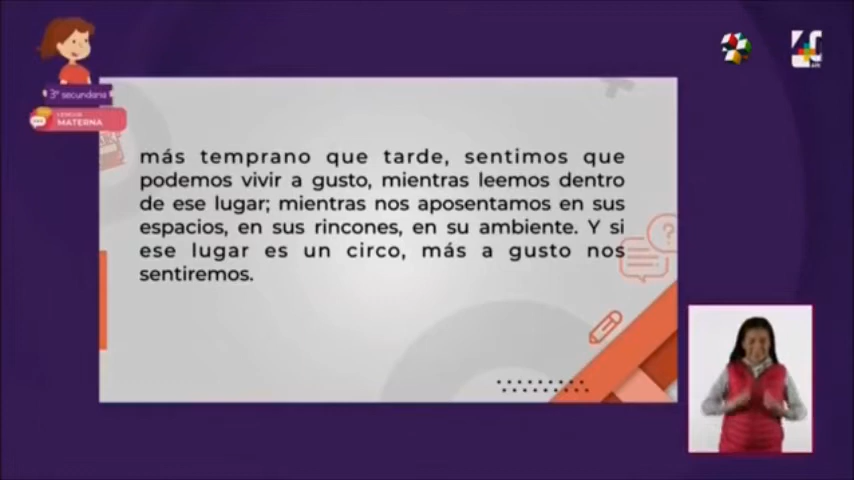 3° secundaria
LENGUA
MATERNA
más temprano que tarde, sentimos que
podemos vivir a gusto, mientras leemos dentro
de ese lugar; mientras nos aposentamos en sus
espacios, en sus rincones, en su ambiente. Y si
ese lugar es un circo, más a gusto nos
sentiremos.